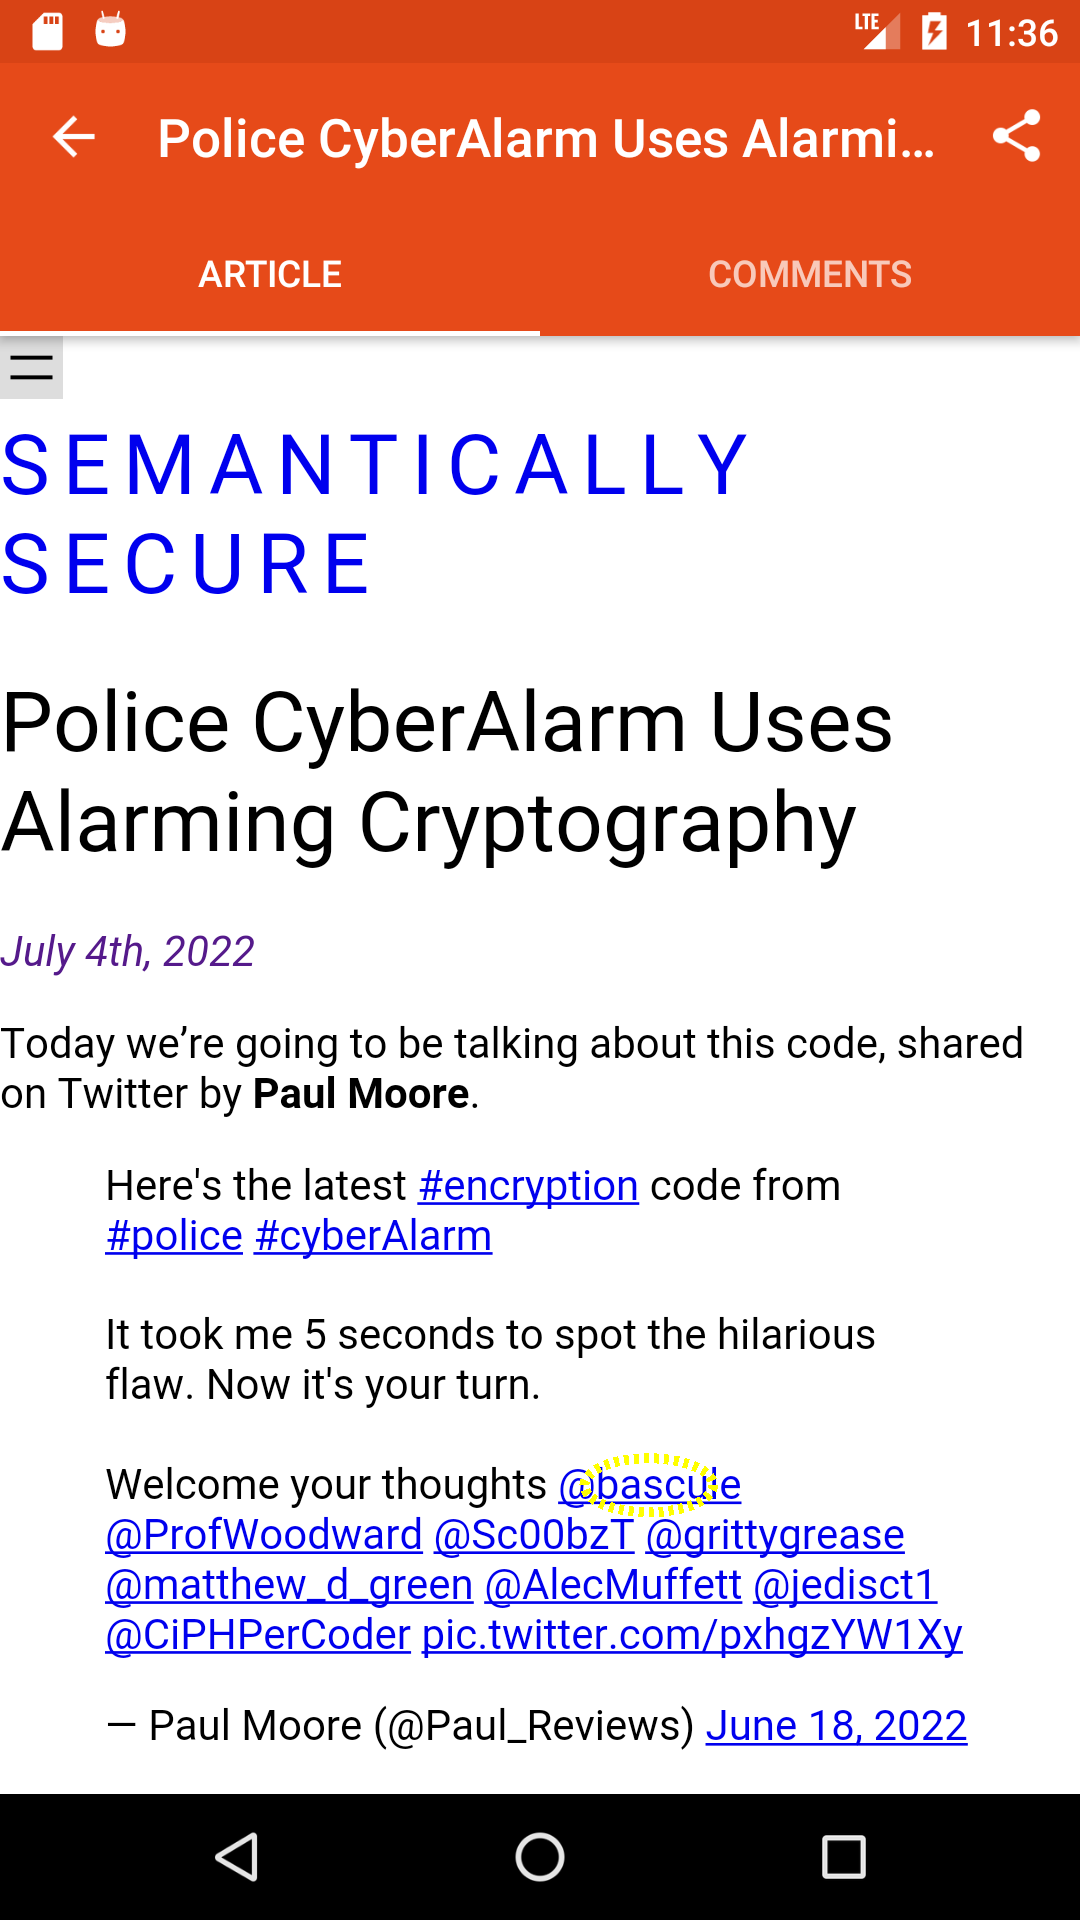 LTE 11:36
Police CyberAlarm Uses Alarmi...
ARTICLE COMMENTS
SEMANTICALLY
SECURE
Police CyberAlarm Uses
Alarming Cryptography
July 4th, 2022
Today we’re going to be talking about this code, shared
on Twitter by Paul Moore.
Here's the latest #encryption code from
#police #cyberAlarm
It took me 5 seconds to spot the hilarious
flaw. Now it's your turn.
Welcome your thoughts @bascule
@ProfWoodward @Sc00bzT @grittygrease
@matthew_d_green @AlecMuffett @jedisct1
@CiPHPerCoder pic.twitter.com/pxhgzYW1Xy
— Paul Moore (@Paul_Reviews) June 18, 2022